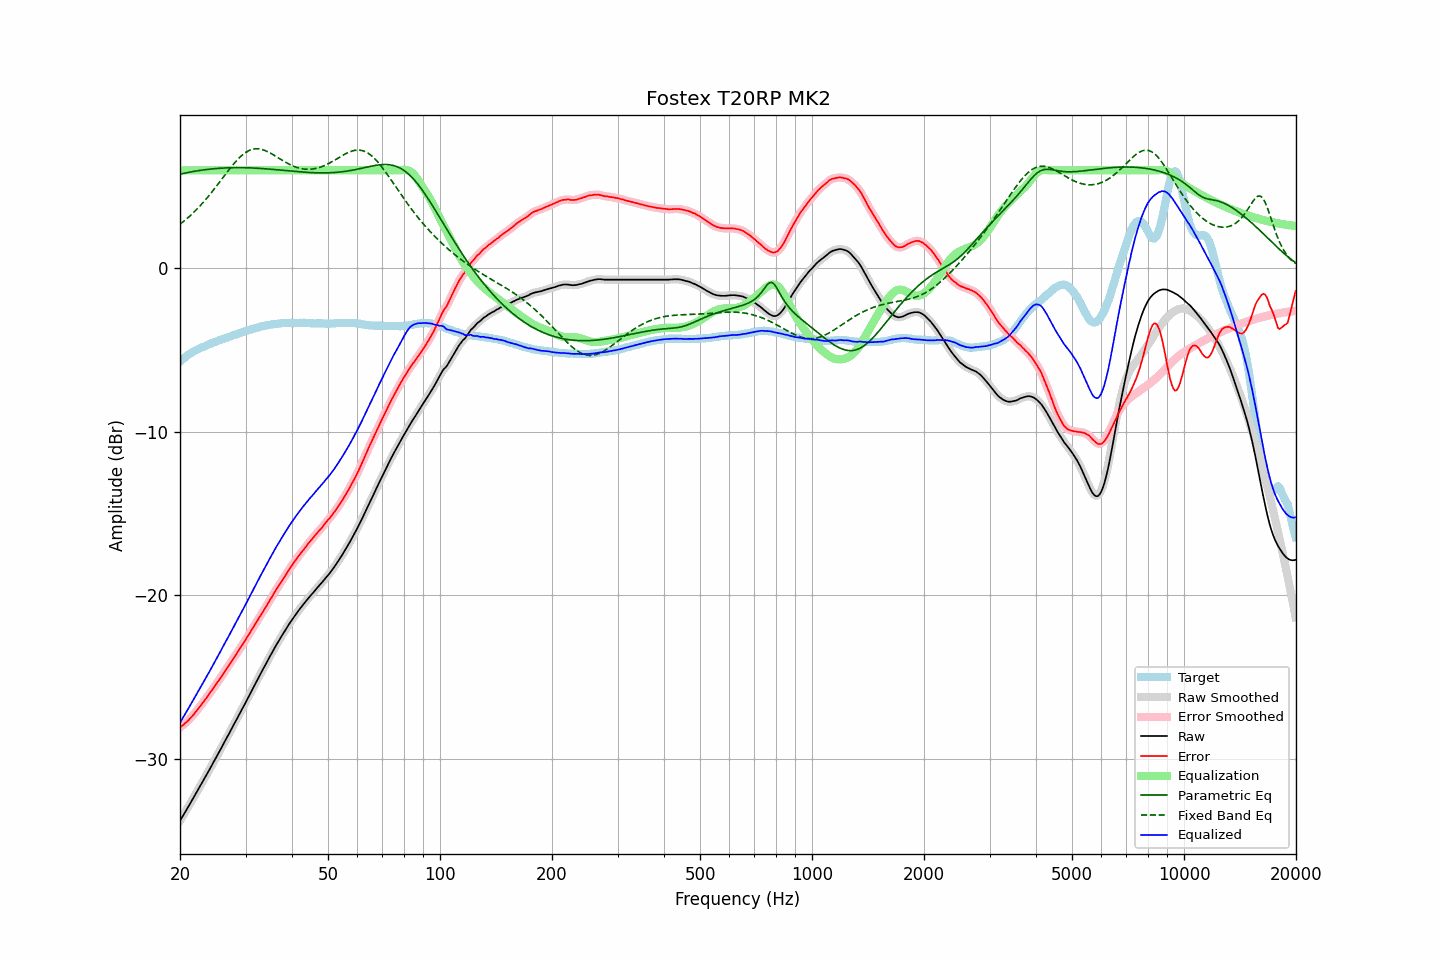 Fostex T20RP MK2
Amplitude (dBr)
0
−10
−20
−30
20
50
100
200
500
1000
2000
5000
10000
20000
Frequency (Hz)
Target
Raw Smoothed
Error Smoothed
Raw
Error
Equalization
Parametric Eq
Fixed Band Eq
Equalized